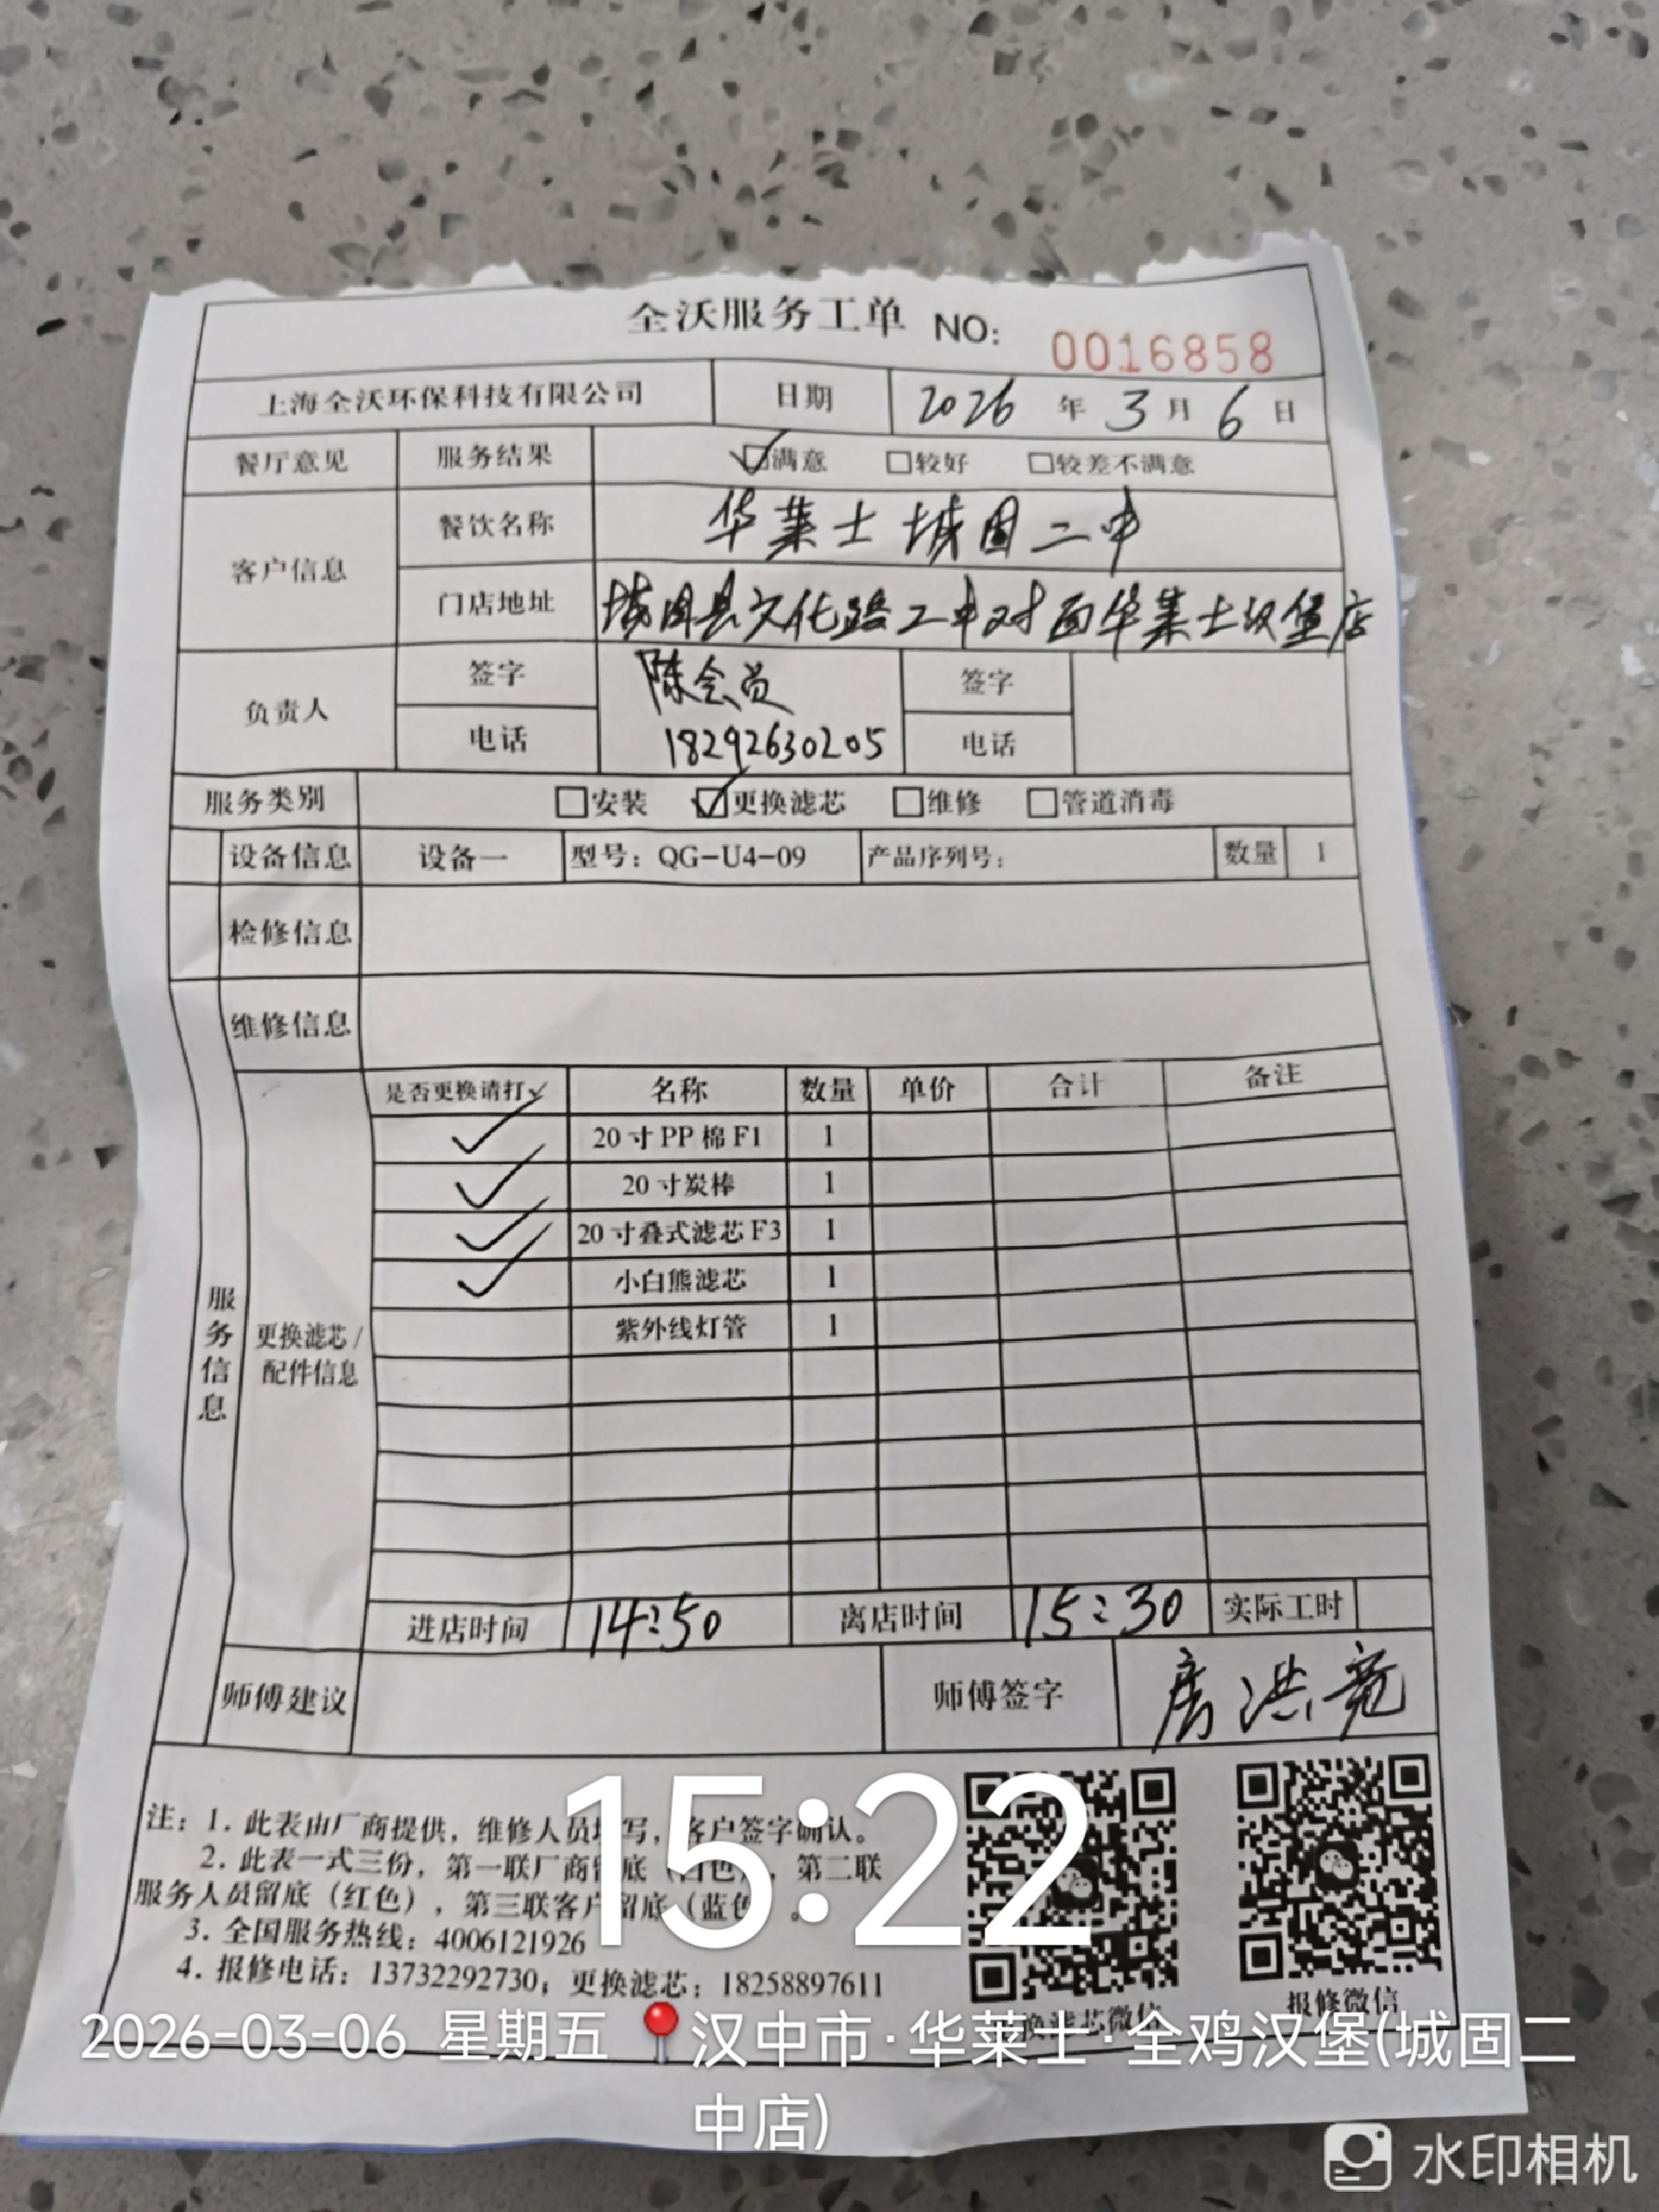 全沃服务工单 NO: 0016858
上海全沃环保科技有限公司 日期 2026 年 3 月 6 日
餐厅意见 服务结果 ☑满意 □较好 □较差不满意
客户信息 餐饮名称 华莱士城固二中
门店地址 城固县文化路二中对面华莱士汉堡店
负责人 签字 陈会员 签字
电话 18292630205 电话
服务类别 □安装 ☑更换滤芯 □维修 □管道消毒
设备信息 设备一 型号：QG-U4-09 产品序列号： 数量 1
检修信息
维修信息
服务信息
更换滤芯/
配件信息
是否更换请打✓ 名称 数量 单价 合计 备注
✓ 20寸PP棉F1 1
✓ 20寸炭棒 1
✓ 20寸叠式滤芯F3 1
✓ 小白熊滤芯 1
紫外线灯管 1
进店时间 14:50 离店时间 15:30 实际工时
师傅建议 师傅签字 唐洪亮
注：1. 此表由厂商提供，维修人员填写，客户签字确认。
2. 此表一式三份，第一联厂商留底（白色），第二联
服务人员留底（红色），第三联客户留底（蓝色）。
3. 全国服务热线：4006121926
4. 报修电话：13732292730；更换滤芯：18258897611
换滤芯微信 报修微信
15:22
2026-03-06 星期五 汉中市·华莱士·全鸡汉堡(城固二
中店)
水印相机